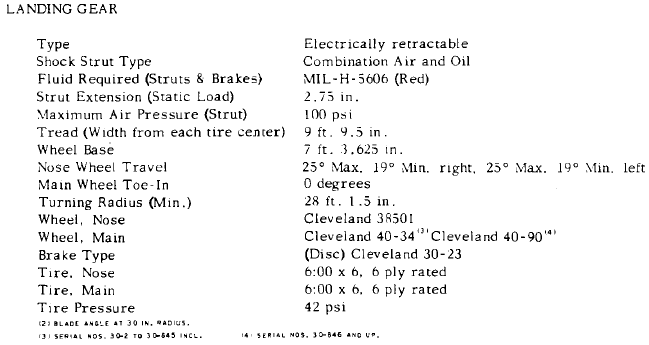 LANDING GEAR
Type Electrically retractable
Shock Strut Type Combination Air and Oil
Fluid Required (Struts & Brakes) MIL-H-5606 (Red)
Strut Extension (Static Load) 2.75 in.
Maximum Air Pressure (Strut) 100 psi
Tread (Width from each tire center) 9 ft. 9.5 in.
Wheel Base 7 ft. 3.625 in.
Nose Wheel Travel 25° Max. 19° Min. right, 25° Max. 19° Min. left
Main Wheel Toe-In 0 degrees
Turning Radius (Min.) 28 ft. 1.5 in.
Wheel, Nose Cleveland 38501
Wheel, Main Cleveland 40-34 (3) Cleveland 40-90 (4)
Brake Type (Disc) Cleveland 30-23
Tire, Nose 6:00 x 6, 6 ply rated
Tire, Main 6:00 x 6, 6 ply rated
Tire Pressure 42 psi
(2) BLADE ANGLE AT 30 IN. RADIUS.
(3) SERIAL NOS. 30-2 TO 30-845 INCL. (4) SERIAL NOS. 30-846 AND UP.